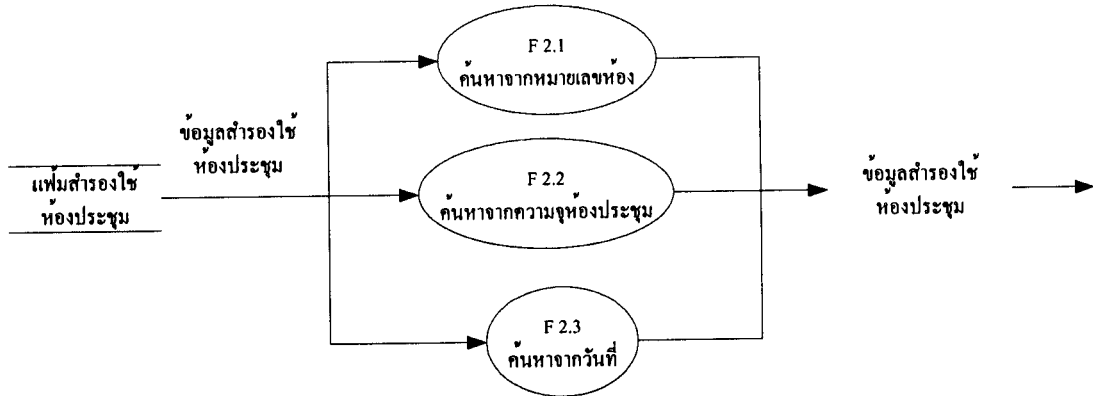 F 2.1
ค้นหาจากหมายเลขห้อง
ข้อมูลสำรองใช้
ห้องประชุม
แฟ้มสำรองใช้
ห้องประชุม
F 2.2
ค้นหาจากความจุห้องประชุม
ข้อมูลสำรองใช้
ห้องประชุม
F 2.3
ค้นหาจากวันที่